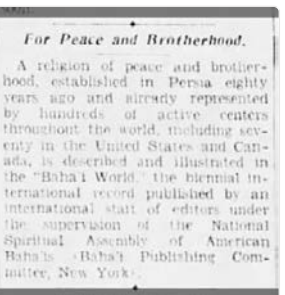 For Peace and Brotherhood.
A religion of peace and brother-
hood, established in Persia eighty
years ago and already represented
by hundreds of active centers
throughout the world, including sev-
enty in the United States and Can-
ada, is described and illustrated in
the "Baha'i World," the biennial in-
ternational record published by an
international staff of editors under
the supervision of the National
Spiritual Assembly of American
Baha'is (Baha'i Publishing Com-
mittee, New York).